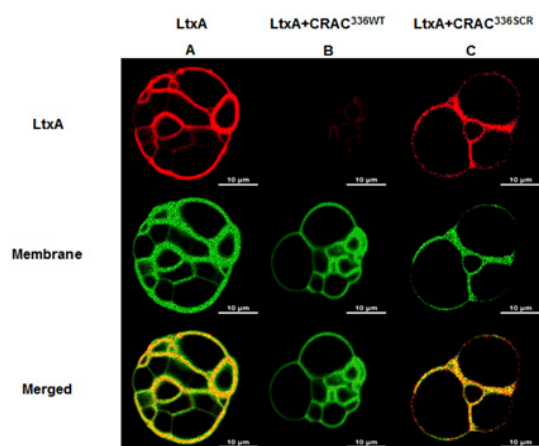 LtxA LtxA+CRAC336WT LtxA+CRAC336SCR
A B C
LtxA
10 µm 10 µm 10 µm
Membrane
10 µm 10 µm 10 µm
Merged
10 µm 10 µm 10 µm